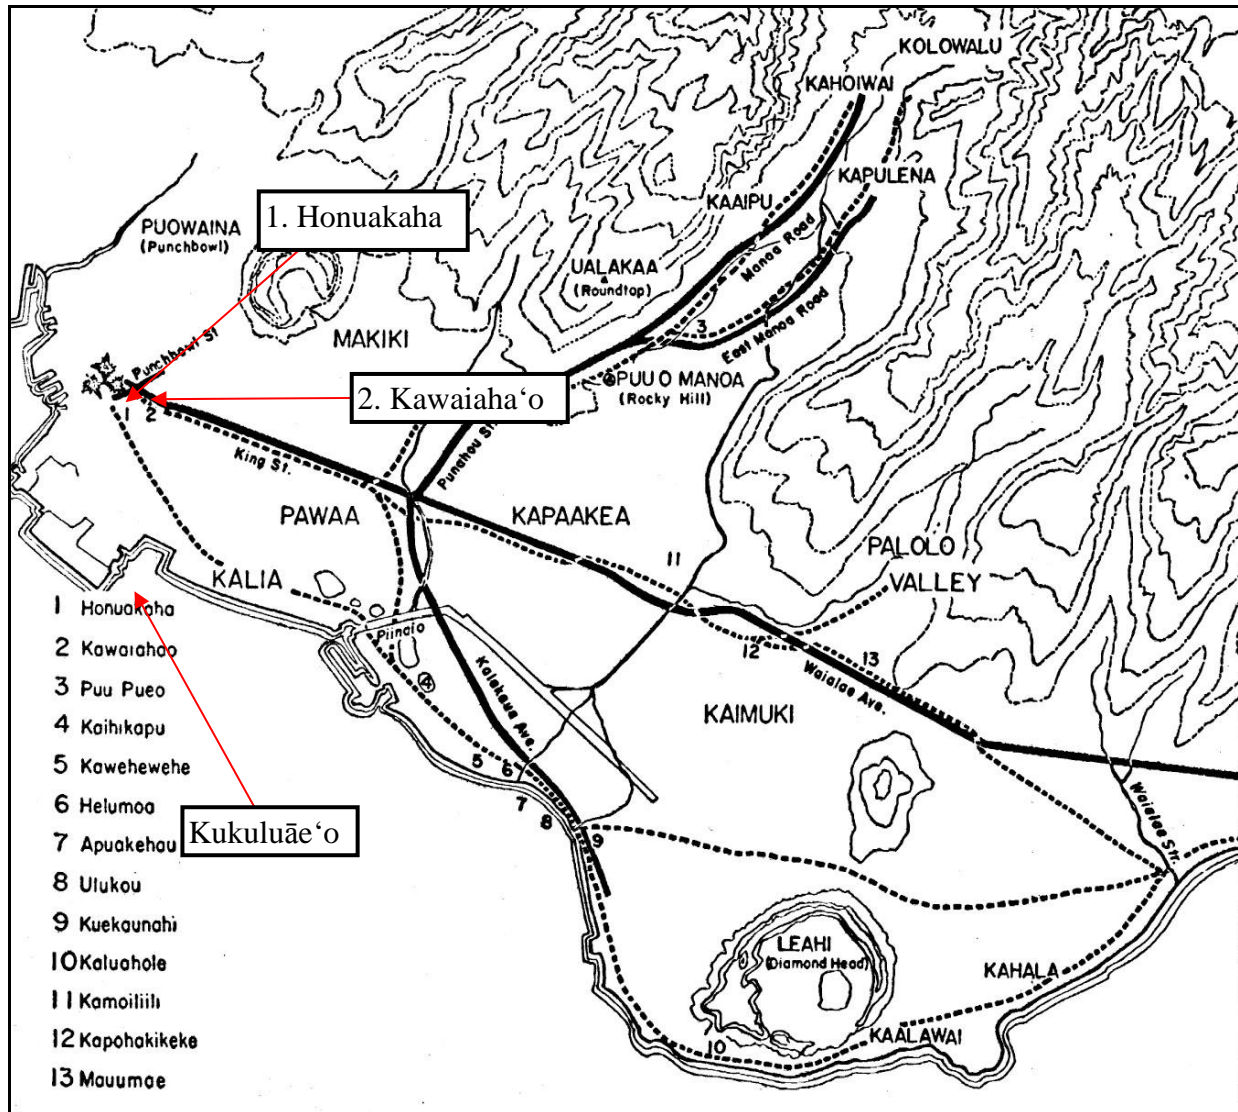 KOLOWALU
KAHOIWAI
KAPULENA
KAAIPU
1. Honuakaha
PUOWAINA
(Punchbowl)
UALAKAA
(Roundtop)
Manoa Road
3
East Manoa Road
MAKIKI
Punchbowl St
PUU O MANOA
(Rocky Hill)
2. Kawaiahaʻo
1
2
King St.
Punahou St.
PAWAA
KAPAAKEA
11
PALOLO
VALLEY
KALIA
Piinaio
4
12
13
Waialae Ave.
Kalakaua Ave.
KAIMUKI
5
6
7
8
9
Waialae Str.
Kukuluāeʻo
LEAHI
(Diamond Head)
KAHALA
KAALAWAI
10
1 Honuakaha
2 Kawaiahao
3 Puu Pueo
4 Kaihikapu
5 Kawehewehe
6 Helumoa
7 Apuakehau
8 Ulukou
9 Kuekaunahi
10 Kaluahole
11 Kamoiliili
12 Kapohakikeke
13 Mauumae